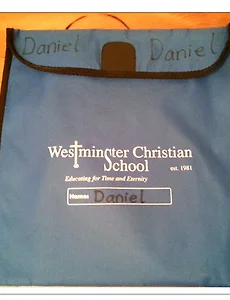 Daniel Daniel
Westminster Christian
School est. 1981
Educating for Time and Eternity
Name: Daniel